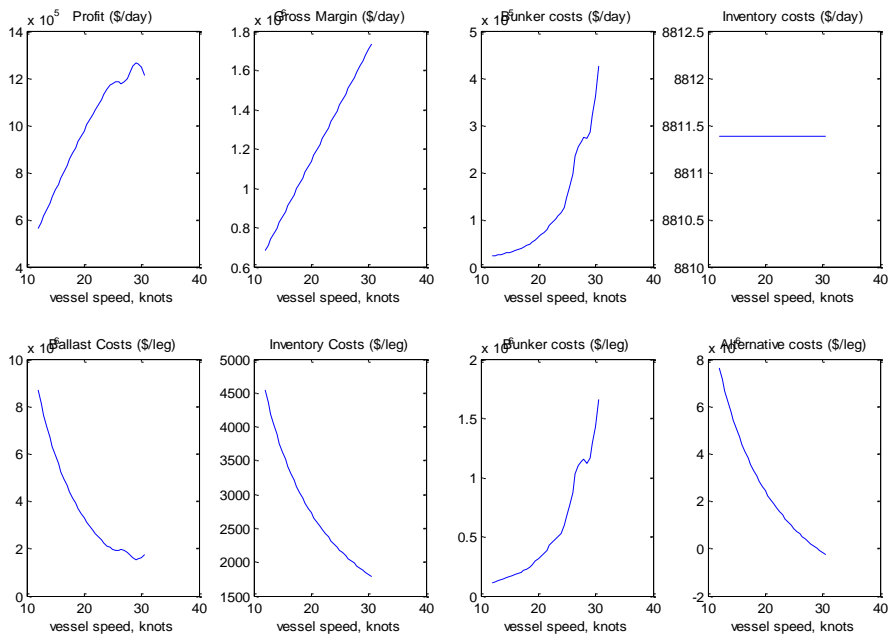 x 10⁵
Profit ($/day)
14
12
10
8
6
4
10 20 30 40
vessel speed, knots
x 10⁶
Gross Margin ($/day)
1.8
1.6
1.4
1.2
1
0.8
0.6
10 20 30 40
vessel speed, knots
x 10⁵
Bunker costs ($/day)
5
4
3
2
1
0
10 20 30 40
vessel speed, knots
Inventory costs ($/day)
8812.5
8812
8811.5
8811
8810.5
8810
10 20 30 40
vessel speed, knots
x 10⁶
Ballast Costs ($/leg)
10
8
6
4
2
0
10 20 30 40
vessel speed, knots
Inventory Costs ($/leg)
5000
4500
4000
3500
3000
2500
2000
1500
10 20 30 40
vessel speed, knots
x 10⁶
Bunker costs ($/leg)
2
1.5
1
0.5
0
10 20 30 40
vessel speed, knots
x 10⁶
Alternative costs ($/leg)
8
6
4
2
0
-2
10 20 30 40
vessel speed, knots